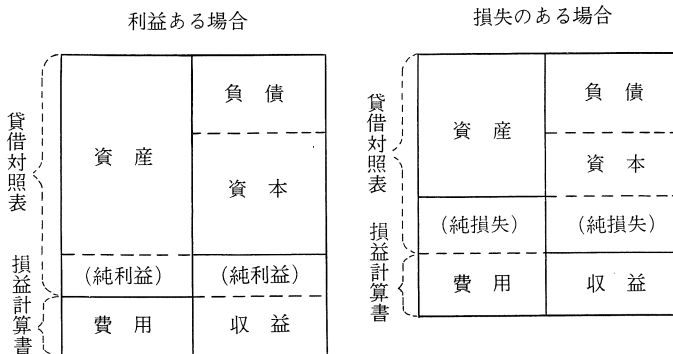 利益ある場合
貸借対照表
資産
負債
資本
(純利益)
(純利益)
損益計算書
費用
収益
損失のある場合
貸借対照表
資産
負債
資本
(純損失)
(純損失)
損益計算書
費用
収益